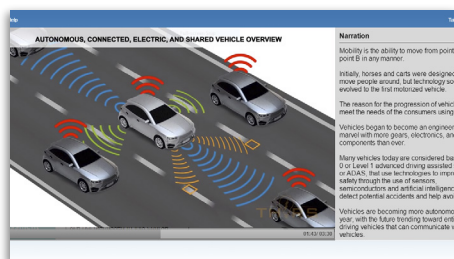 AUTONOMOUS, CONNECTED, ELECTRIC, AND SHARED VEHICLE OVERVIEW
Narration
Mobility is the ability to move from point
point B in any manner.
Initially, horses and carts were designed
move people around, but technology so
evolved to the first motorized vehicle.
The reason for the progression of vehicl
meet the needs of the consumers using
Vehicles began to become an engineer
marvel with more gears, electronics, an
components than ever.
Many vehicles today are considered ba
0 or Level 1 advanced driving assisted
or ADAS, that use technologies to impro
safety through the use of sensors,
semiconductors and artificial intelligenc
detect potential accidents and help avoi
Vehicles are becoming more autonomo
year, with the future trending toward ent
driving vehicles that can communicate w
vehicles.
01:43/ 03:38